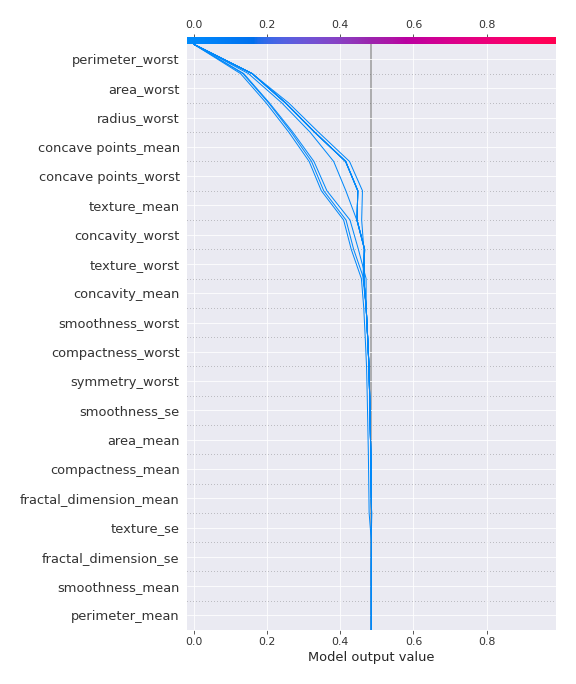 0.0 0.2 0.4 0.6 0.8
perimeter_worst
area_worst
radius_worst
concave points_mean
concave points_worst
texture_mean
concavity_worst
texture_worst
concavity_mean
smoothness_worst
compactness_worst
symmetry_worst
smoothness_se
area_mean
compactness_mean
fractal_dimension_mean
texture_se
fractal_dimension_se
smoothness_mean
perimeter_mean
0.0 0.2 0.4 0.6 0.8
Model output value